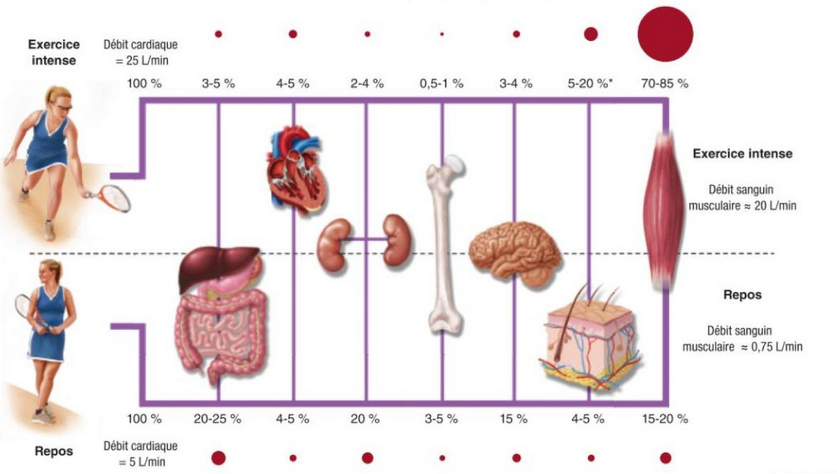 Exercice
intense
Débit cardiaque
= 25 L/min
100 % 3-5 % 4-5 % 2-4 % 0,5-1 % 3-4 % 5-20 %* 70-85 %
Exercice intense
Débit sanguin
musculaire ≈ 20 L/min
Repos
Débit sanguin
musculaire ≈ 0,75 L/min
100 % 20-25 % 4-5 % 20 % 3-5 % 15 % 4-5 % 15-20 %
Repos
Débit cardiaque
= 5 L/min